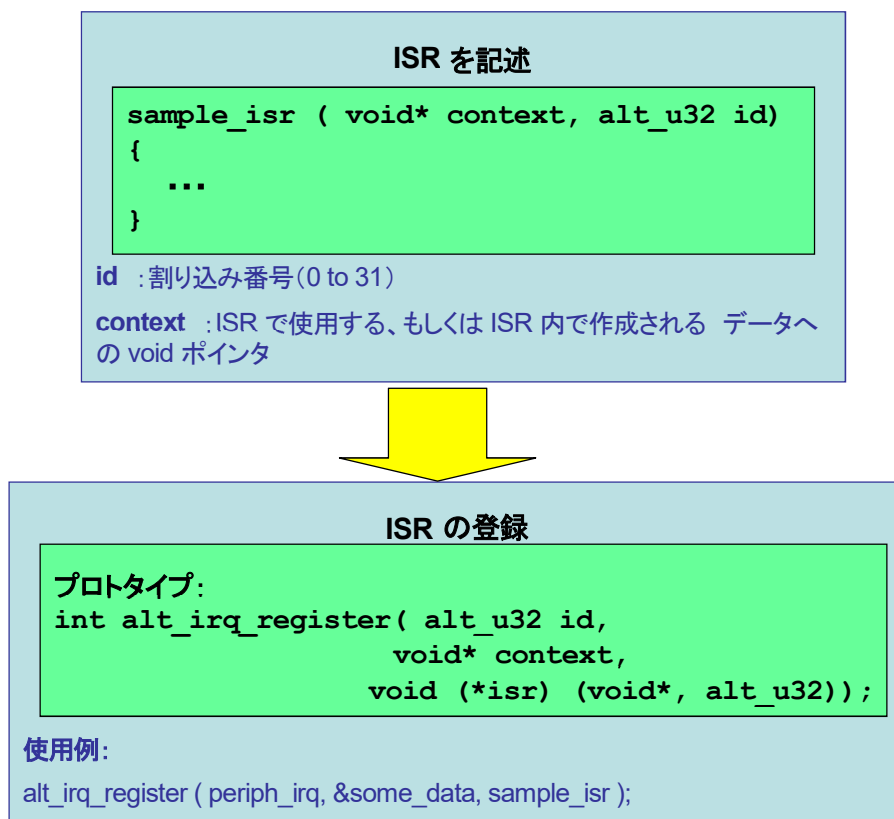 ISR を記述
sample_isr ( void* context, alt_u32 id)
{
...
}
id ：割り込み番号（0 to 31）
context ：ISR で使用する、もしくは ISR 内で作成される データへ
の void ポインタ
ISR の登録
プロトタイプ：
int alt_irq_register( alt_u32 id,
void* context,
void (*isr) (void*, alt_u32));
使用例：
alt_irq_register ( periph_irq, &some_data, sample_isr );